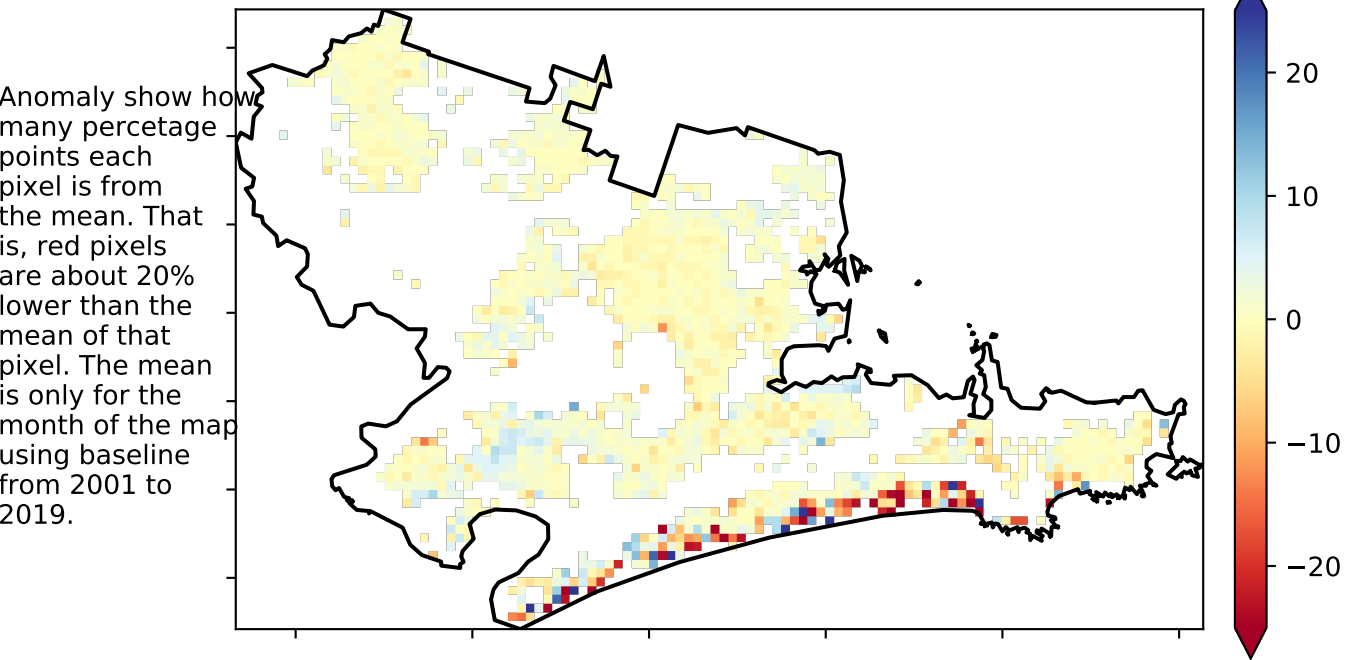 Anomaly show how
many percetage
points each
pixel is from
the mean. That
is, red pixels
are about 20%
lower than the
mean of that
pixel. The mean
is only for the
month of the map
using baseline
from 2001 to
2019.
20
10
0
−10
−20